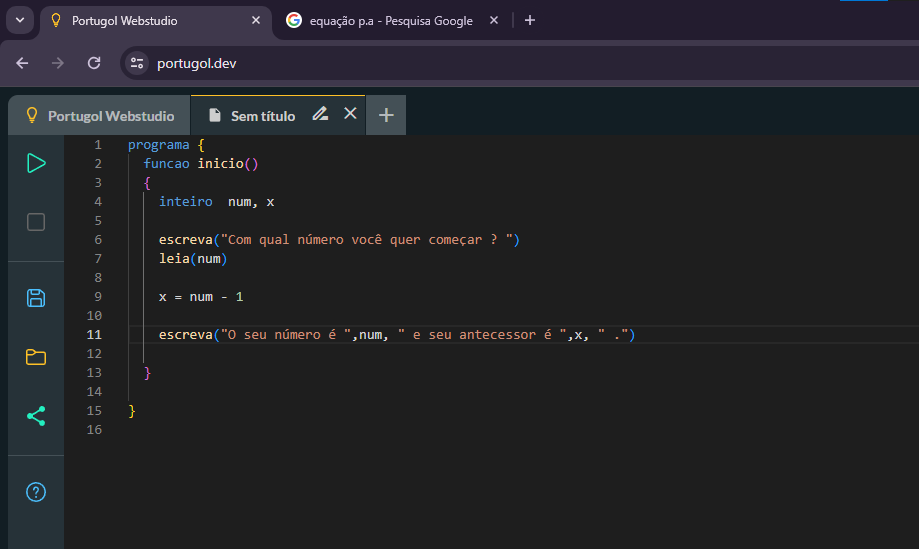 Portugol Webstudio
equação p.a - Pesquisa Google
portugol.dev
Portugol Webstudio
Sem título
1 programa {
2 funcao inicio()
3 {
4 inteiro  num, x
5
6 escreva("Com qual número você quer começar ? ")
7 leia(num)
8
9 x = num - 1
10
11 escreva("O seu número é ",num, " e seu antecessor é ",x, " .")
12
13 }
14
15 }
16